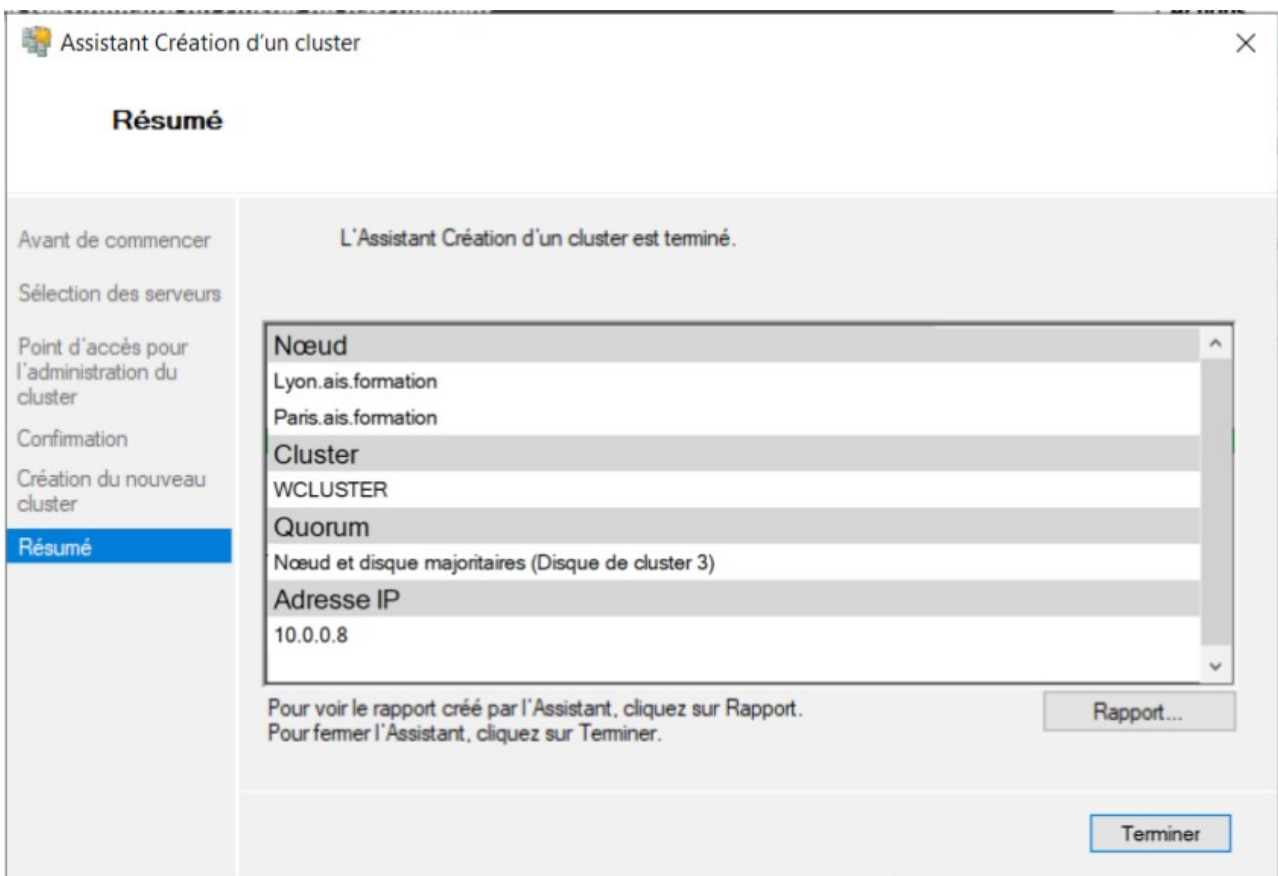 Assistant Création d'un cluster
Résumé
Avant de commencer
Sélection des serveurs
Point d'accès pour
l'administration du
cluster
Confirmation
Création du nouveau
cluster
Résumé
L'Assistant Création d'un cluster est terminé.
Nœud
Lyon.ais.formation
Paris.ais.formation
Cluster
WCLUSTER
Quorum
Nœud et disque majoritaires (Disque de cluster 3)
Adresse IP
10.0.0.8
Pour voir le rapport créé par l'Assistant, cliquez sur Rapport.
Pour fermer l'Assistant, cliquez sur Terminer.
Rapport...
Terminer